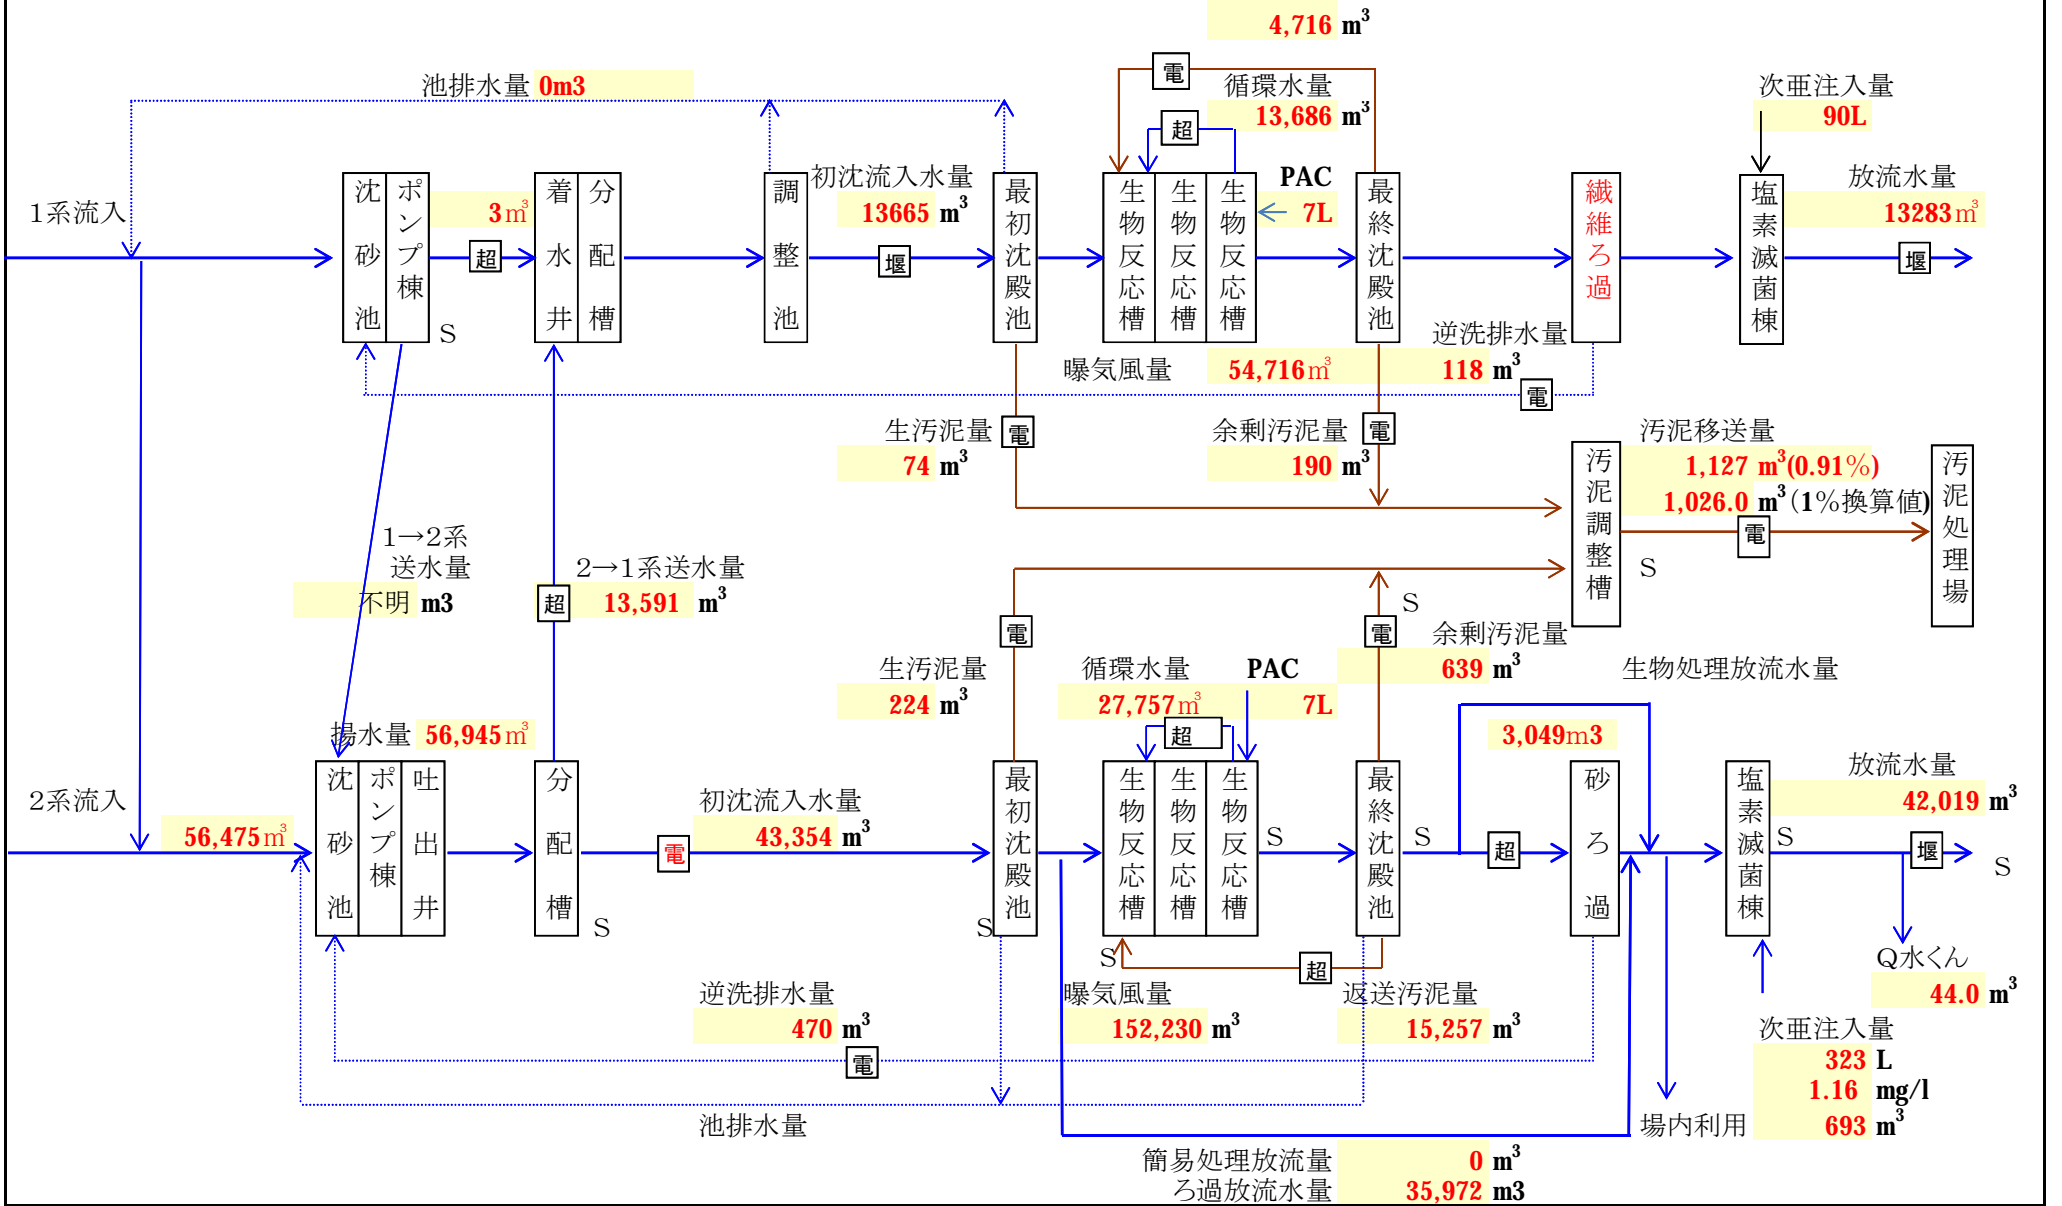 4,716 m³
電
池排水量 0m3
循環水量
13,686 m³
超
次亜注入量
90L
1系流入
沈砂池
ポンプ棟
3㎥
超
着水井
分配槽
調整池
初沈流入水量
13665 m³
堰
最初沈殿池
生物反応槽
生物反応槽
生物反応槽
PAC
7L
最終沈殿池
繊維ろ過
塩素滅菌棟
放流水量
13283㎥
堰
S
逆洗排水量
曝気風量 54,716㎥ 118 m³
電
生汚泥量 電
74 m³
余剰汚泥量 電
190 m³
汚泥調整槽
汚泥移送量
1,127 m³(0.91%)
1,026.0 m³(1%換算値)
電
汚泥処理場
S
1→2系
送水量
不明 m3
超
2→1系送水量
13,591 m³
電
電
S
余剰汚泥量
639 m³
生汚泥量
224 m³
循環水量
27,757㎥
PAC
7L
生物処理放流水量
3,049m3
揚水量 56,945㎥
超
2系流入
56,475㎥
沈砂池
ポンプ棟
吐出井
分配槽
S
電
初沈流入水量
43,354 m³
最初沈殿池
S
生物反応槽
生物反応槽
生物反応槽
S
最終沈殿池
S
超
砂ろ過
塩素滅菌棟
S
放流水量
42,019 m³
堰
S
S
超
Q水くん
44.0 m³
逆洗排水量
470 m³
電
曝気風量
152,230 m³
返送汚泥量
15,257 m³
次亜注入量
323 L
1.16 mg/l
場内利用 693 m³
池排水量
簡易処理放流量 0 m³
ろ過放流水量 35,972 m3